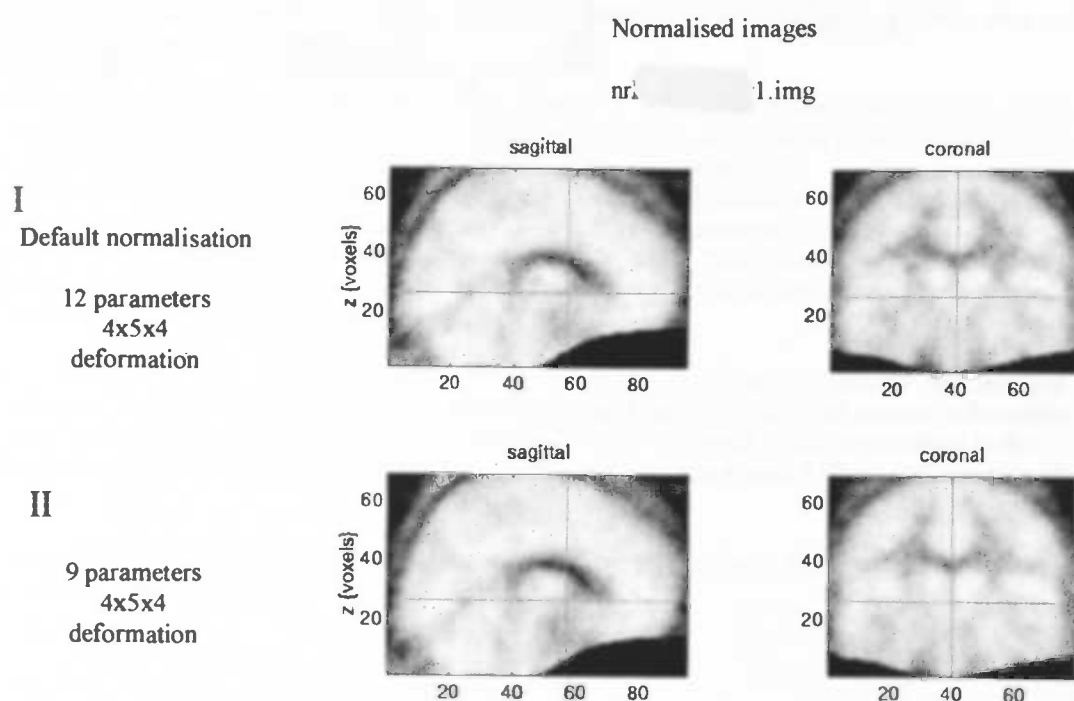 Normalised images
1.img
sagittal
coronal
I
Default normalisation
12 parameters
4x5x4
deformation
z {voxels}
60
40
20
20 40 60 80
60
40
20
20 40 60
sagittal
coronal
II
9 parameters
4x5x4
deformation
z {voxels}
60
40
20
20 40 60 80
60
40
20
20 40 60